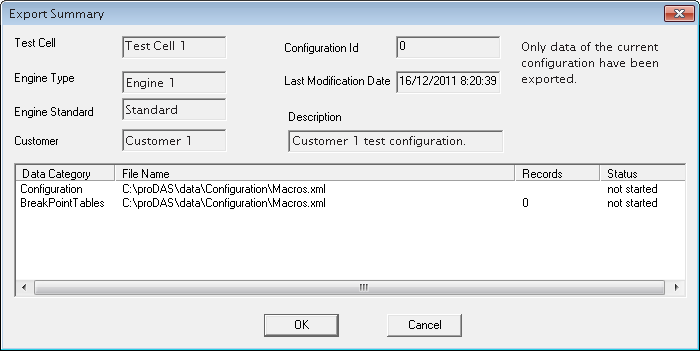 Export Summary
Test Cell Test Cell 1 Configuration Id 0 Only data of the current
configuration have been
exported.
Engine Type Engine 1 Last Modification Date 16/12/2011 8:20:39
Engine Standard Standard
Description
Customer Customer 1 Customer 1 test configuration.
Data Category File Name Records Status
Configuration C:\proDAS\data\Configuration\Macros.xml not started
BreakPointTables C:\proDAS\data\Configuration\Macros.xml 0 not started
OK Cancel